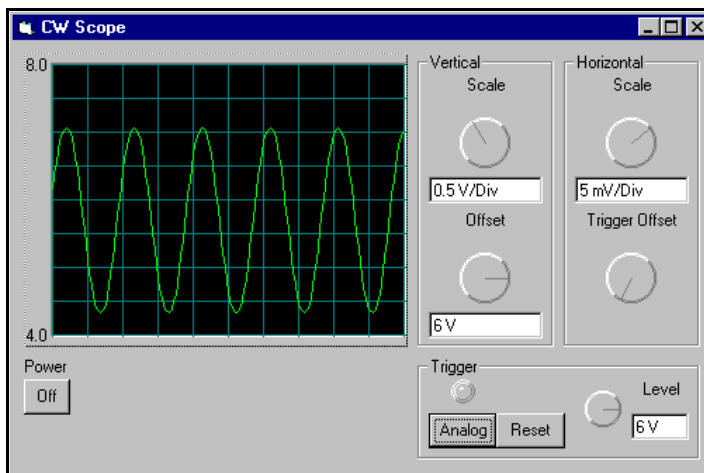 CW Scope
8.0
4.0
Vertical
Scale
0.5 V/Div
Offset
6 V
Horizontal
Scale
5 mV/Div
Trigger Offset
Power
Off
Trigger
Analog
Reset
Level
6 V